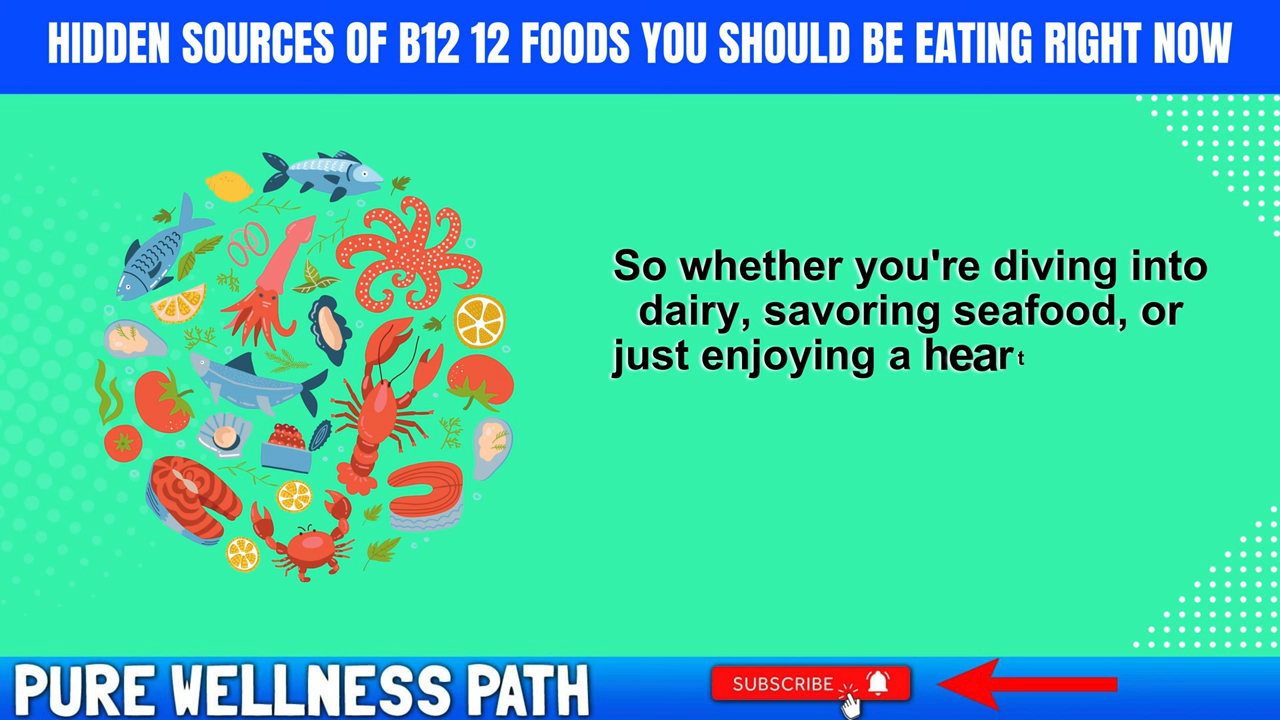 HIDDEN SOURCES OF B12 12 FOODS YOU SHOULD BE EATING RIGHT NOW
So whether you're diving into
dairy, savoring seafood, or
just enjoying a heart
PURE WELLNESS PATH
SUBSCRIBE